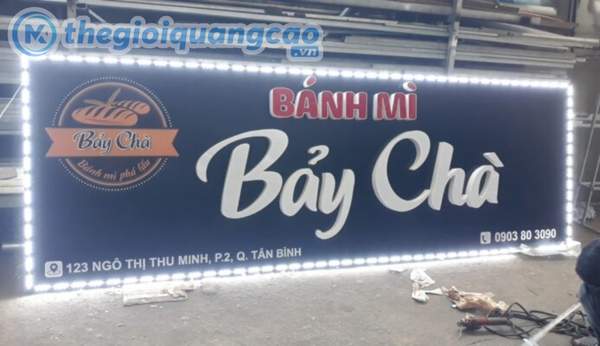 thegioiquangcao
.vn
BÁNH MÌ
Bảy Chà
Bảy Chà
Bánh mì phá lấu
123 NGÔ THỊ THU MINH, P.2, Q. TÂN BÌNH
0903 80 3090